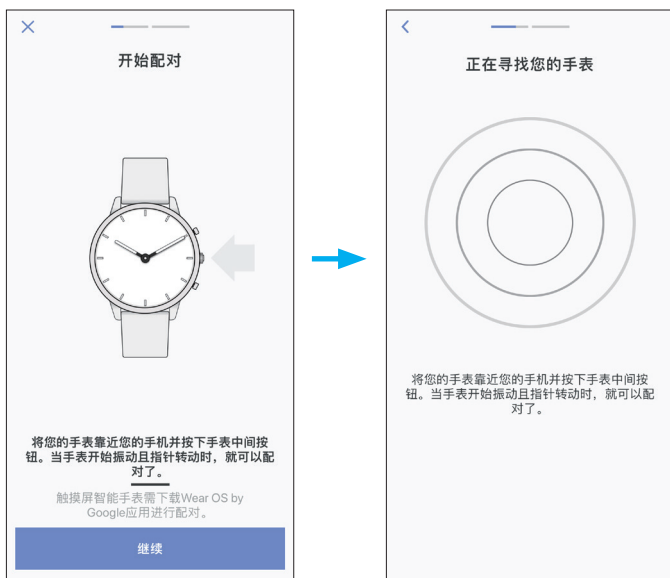 开始配对
将您的手表靠近您的手机并按下手表中间按
钮。当手表开始振动且指针转动时，就可以配
对了。
触摸屏智能手表需下载Wear OS by
Google应用进行配对。
继续
正在寻找您的手表
将您的手表靠近您的手机并按下手表中间按
钮。当手表开始振动且指针转动时，就可以配
对了。